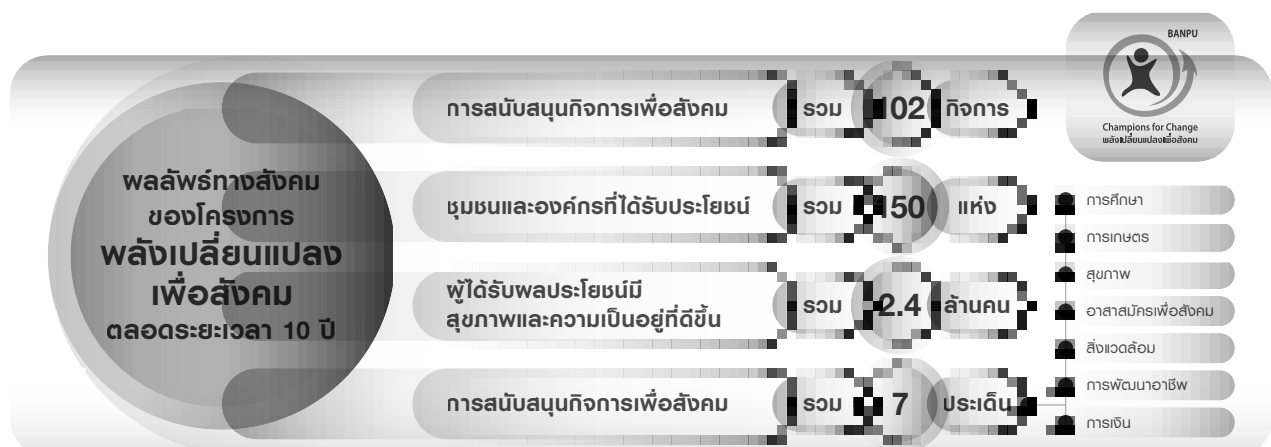 BANPU
Champions for Change
พลังเปลี่ยนแปลงเพื่อสังคม
ผลลัพธ์ทางสังคม
ของโครงการ
พลังเปลี่ยนแปลง
เพื่อสังคม
ตลอดระยะเวลา 10 ปี
การสนับสนุนกิจการเพื่อสังคม รวม 102 กิจการ
ชุมชนและองค์กรที่ได้รับประโยชน์ รวม 150 แห่ง
ผู้ได้รับผลประโยชน์มี
สุขภาพและความเป็นอยู่ที่ดีขึ้น รวม 2.4 ล้านคน
การสนับสนุนกิจการเพื่อสังคม รวม 7 ประเด็น
การศึกษา
การเกษตร
สุขภาพ
อาสาสมัครเพื่อสังคม
สิ่งแวดล้อม
การพัฒนาอาชีพ
การเงิน